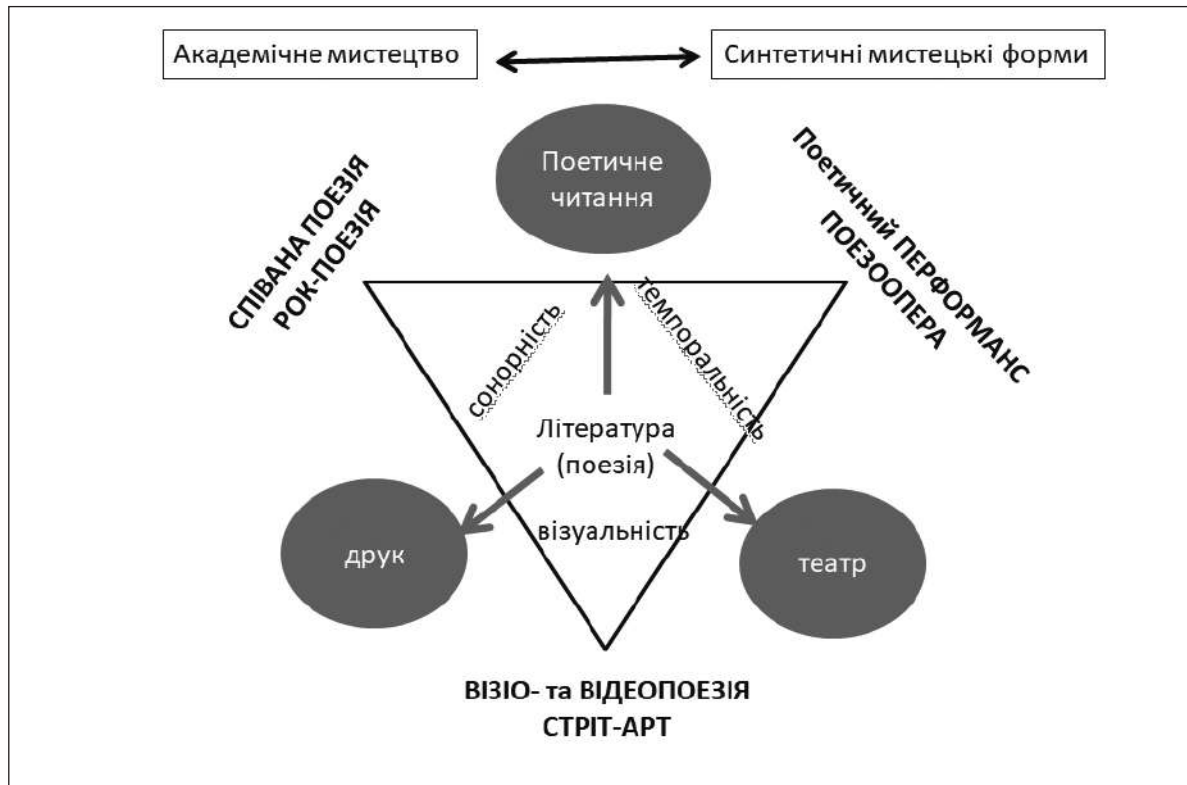 Академічне мистецтво
Синтетичні мистецькі форми
Поетичне
читання
СПІВАНА ПОЕЗІЯ
РОК-ПОЕЗІЯ
Поетичний ПЕРФОРМАНС
ПОЕЗООПЕРА
сонорність
темпоральність
Література
(поезія)
візуальність
друк
театр
ВІЗІО- та ВІДЕОПОЕЗІЯ
СТРІТ-АРТ